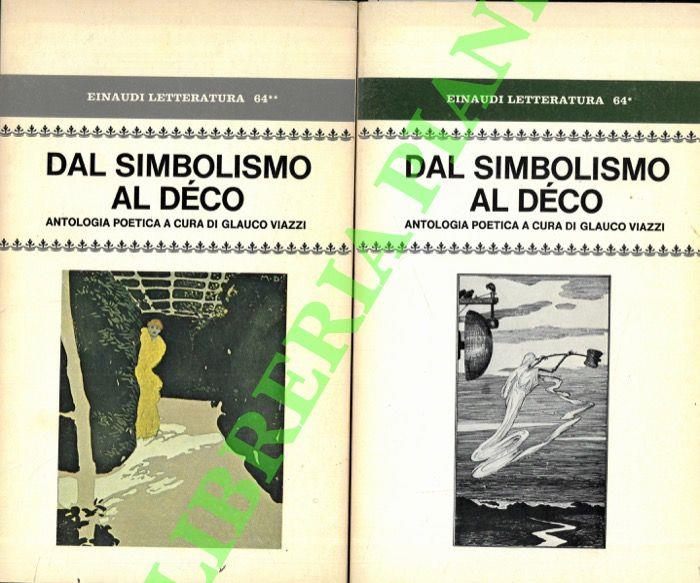 EINAUDI LETTERATURA 64**
DAL SIMBOLISMO
AL DÉCO
ANTOLOGIA POETICA A CURA DI GLAUCO VIAZZI
M·D
EINAUDI LETTERATURA 64*
DAL SIMBOLISMO
AL DÉCO
ANTOLOGIA POETICA A CURA DI GLAUCO VIAZZI
LIBRERIA PIANI